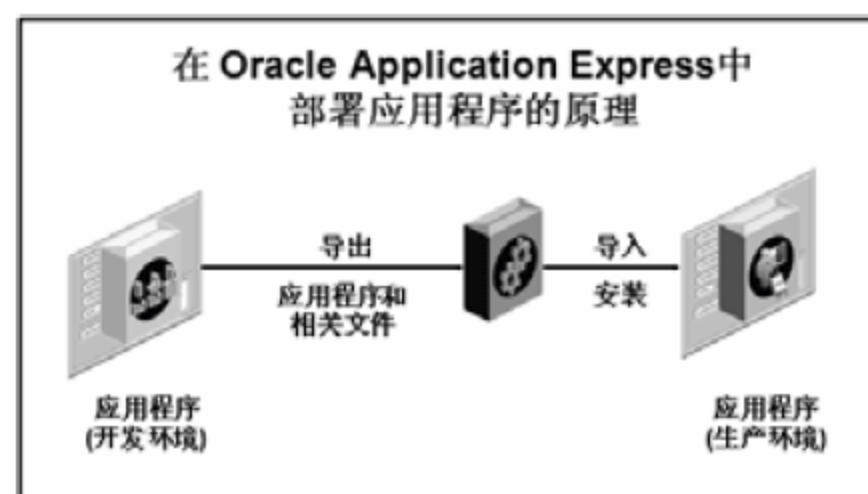 在 Oracle Application Express中
部署应用程序的原理
导出
应用程序和
相关文件
导入
安装
应用程序
(开发环境)
应用程序
(生产环境)